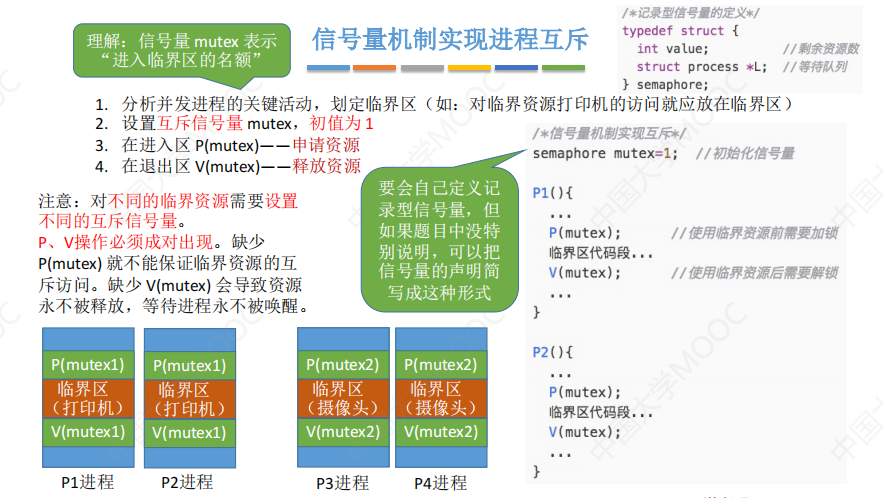 理解：信号量 mutex 表示
“进入临界区的名额”
信号量机制实现进程互斥
/*记录型信号量的定义*/
typedef struct {
int value; //剩余资源数
struct process *L; //等待队列
} semaphore;
1. 分析并发进程的关键活动，划定临界区（如：对临界资源打印机的访问就应放在临界区）
2. 设置互斥信号量 mutex，初值为 1
3. 在进入区 P(mutex)——申请资源
4. 在退出区 V(mutex)——释放资源
注意：对不同的临界资源需要设置
不同的互斥信号量。
P、V操作必须成对出现。缺少
P(mutex) 就不能保证临界资源的互
斥访问。缺少 V(mutex) 会导致资源
永不被释放，等待进程永不被唤醒。
要会自己定义记
录型信号量，但
如果题目中没特
别说明，可以把
信号量的声明简
写成这种形式
/*信号量机制实现互斥*/
semaphore mutex=1; //初始化信号量
P1(){
...
P(mutex); //使用临界资源前需要加锁
临界区代码段...
V(mutex); //使用临界资源后需要解锁
...
}
P2(){
...
P(mutex);
临界区代码段...
V(mutex);
...
}
P(mutex1)
临界区
（打印机）
V(mutex1)
P1进程
P(mutex1)
临界区
（打印机）
V(mutex1)
P2进程
P(mutex2)
临界区
（摄像头）
V(mutex2)
P3进程
P(mutex2)
临界区
（摄像头）
V(mutex2)
P4进程
中国大学MOOC